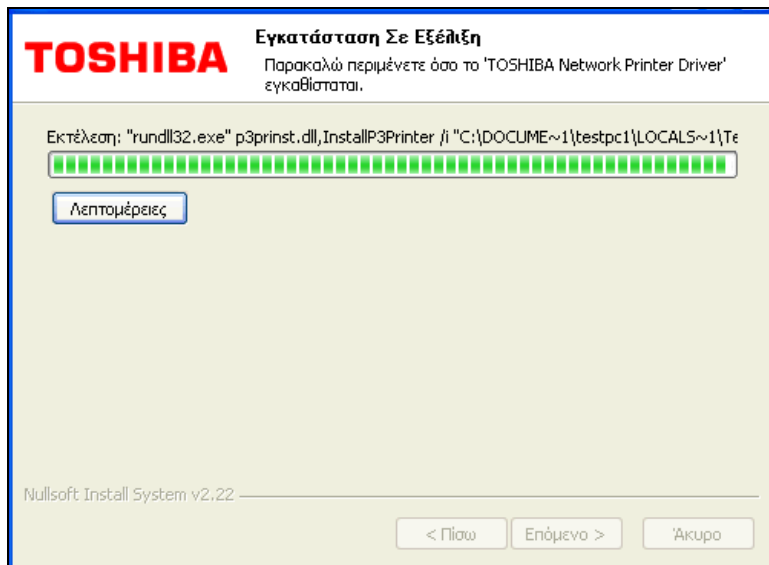 TOSHIBA
Εγκατάσταση Σε Εξέλιξη
Παρακαλώ περιμένετε όσο το 'TOSHIBA Network Printer Driver'
εγκαθίσταται.
Εκτέλεση: "rundll32.exe" p3prinst.dll,InstallP3Printer /i "C:\DOCUME~1\testpc1\LOCALS~1\Te
Λεπτομέρειες
Nullsoft Install System v2.22
< Πίσω Επόμενο > Άκυρο